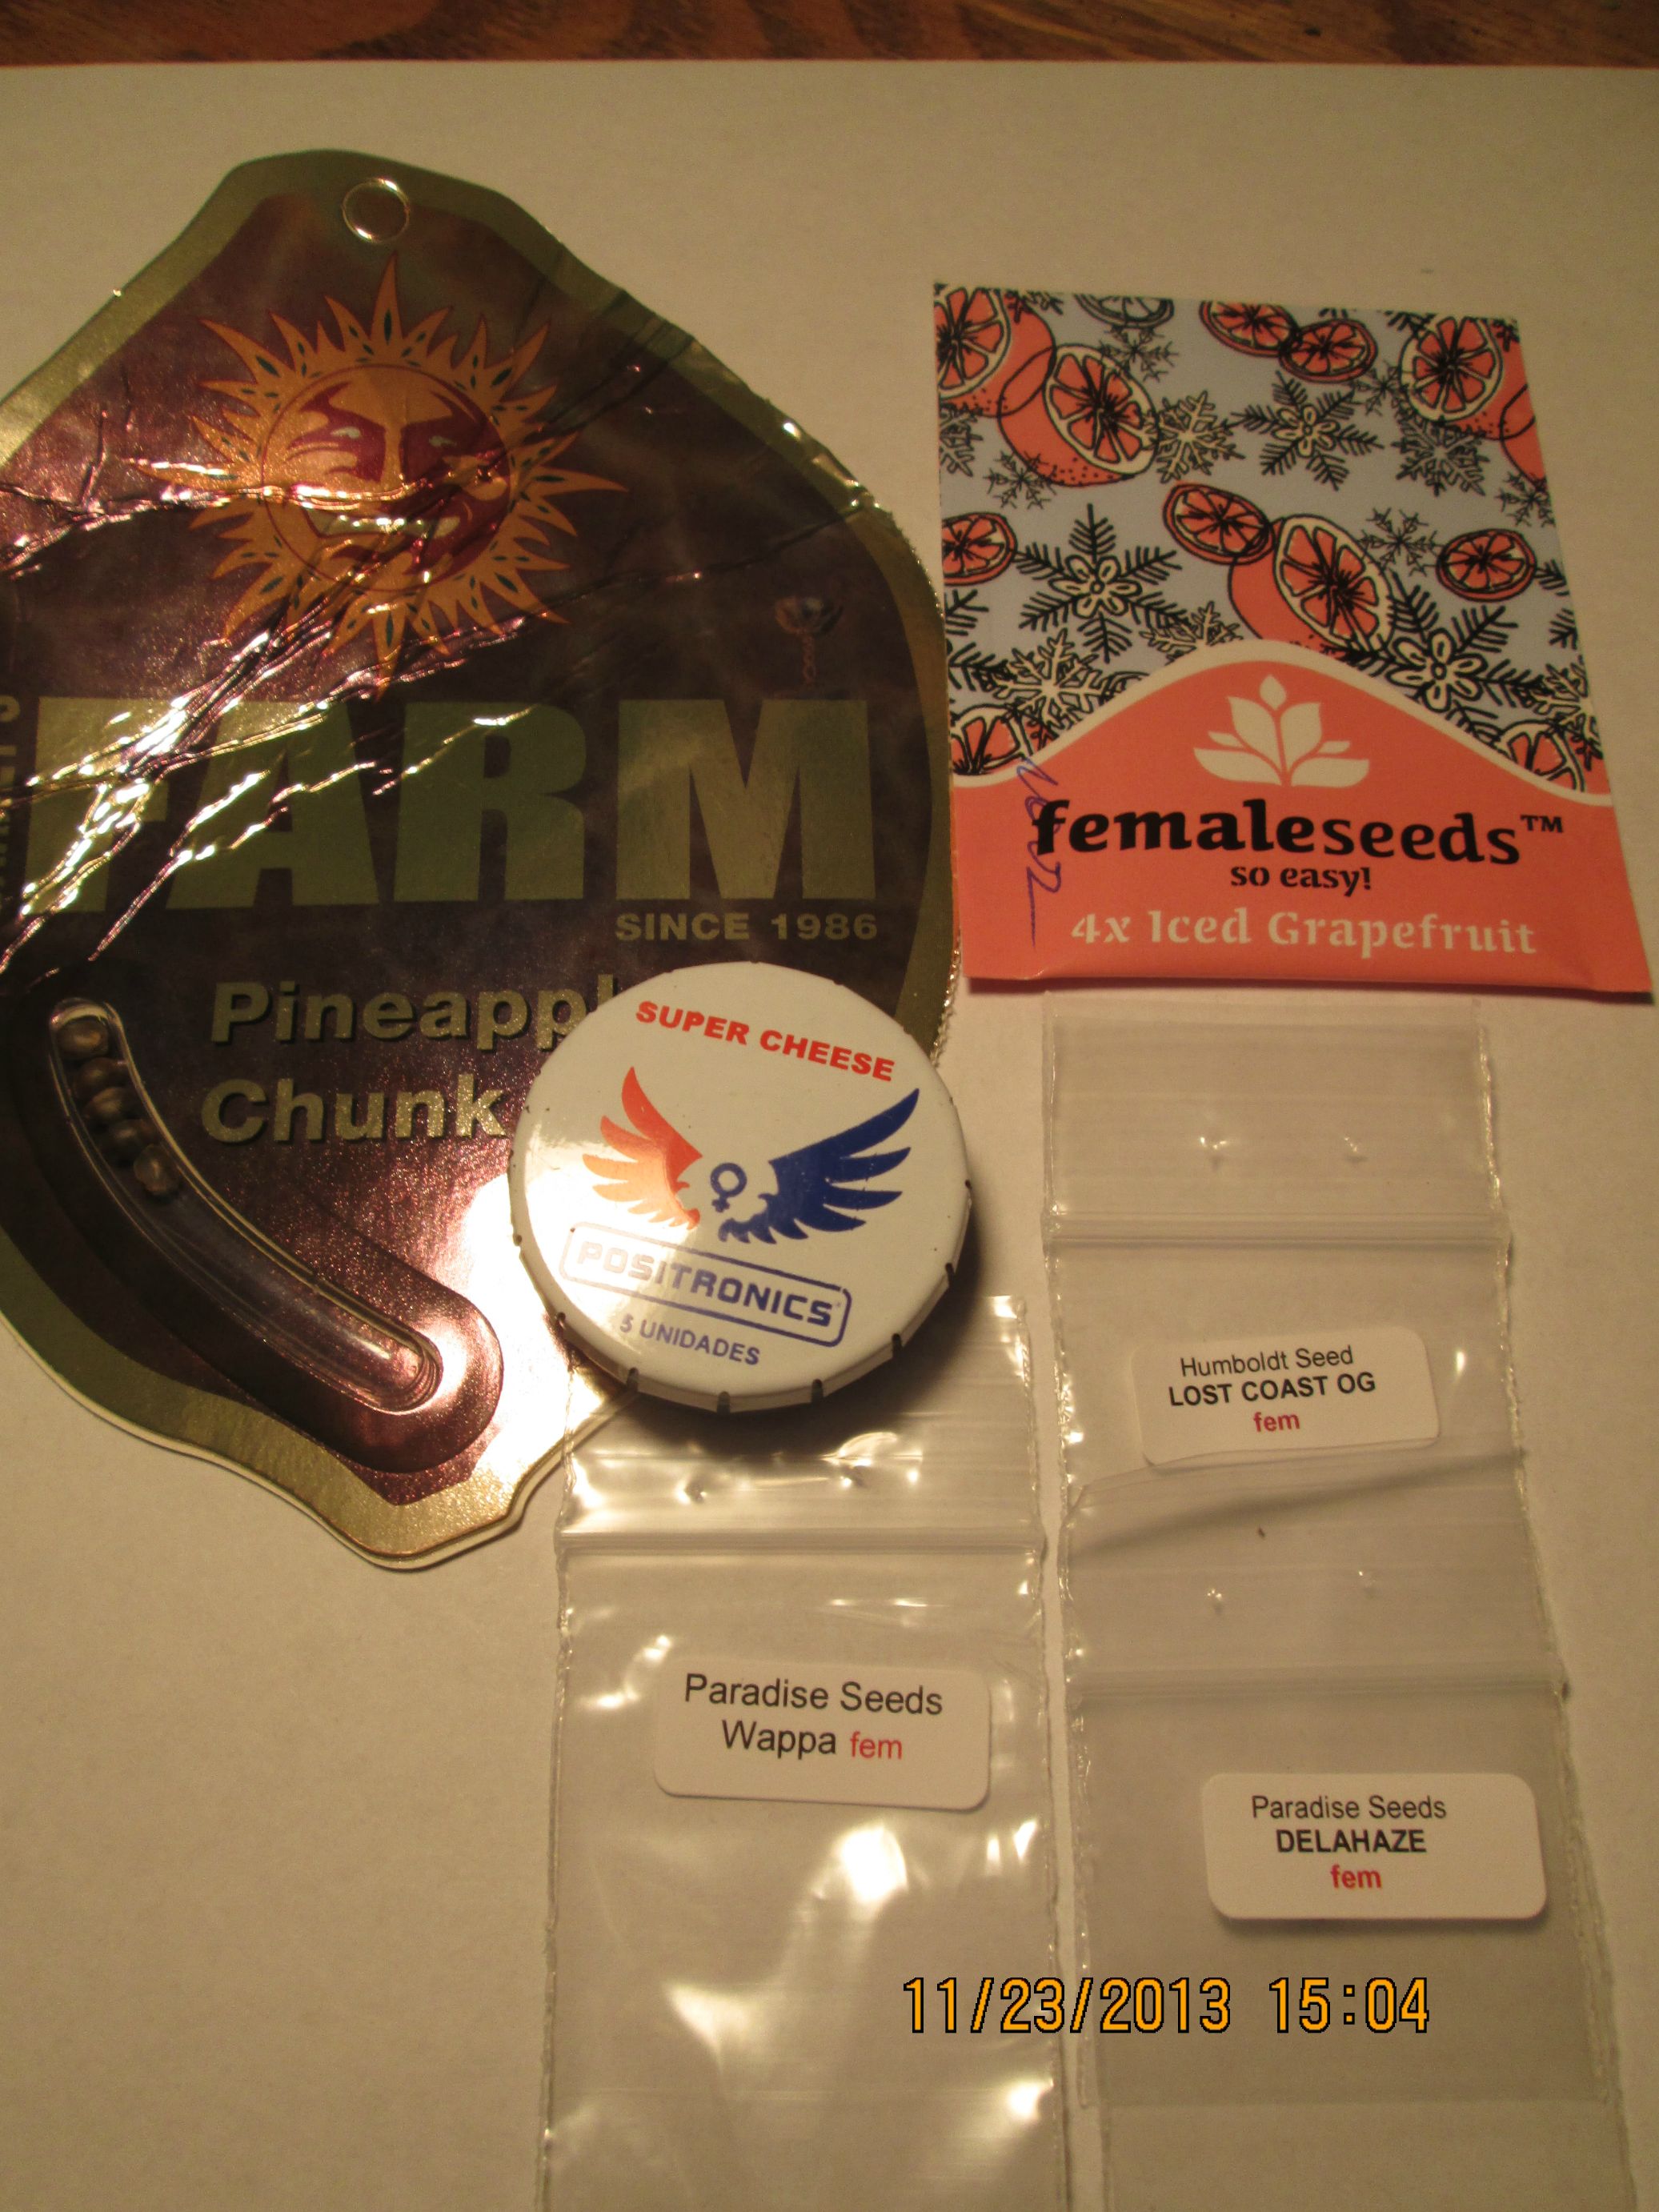 FARM
SINCE 1986
Pineappl
Chunk
femaleseeds™
so easy!
4x Iced Grapefruit
SUPER CHEESE
POSITRONICS
5 UNIDADES
Humboldt Seed
LOST COAST OG
fem
Paradise Seeds
Wappa fem
Paradise Seeds
DELAHAZE
fem
11/23/2013 15:04